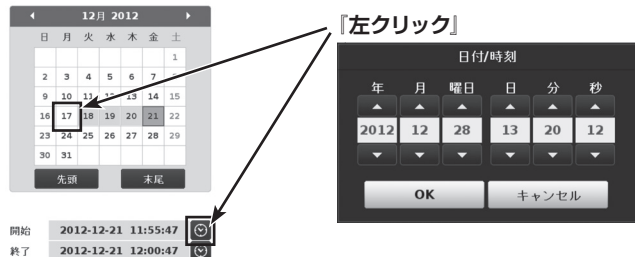 12月 2012
日 月 火 水 木 金 土
1
2 3 4 5 6 7
9 10 11 12 13 14 15
16 17 18 19 20 21 22
23 24 25 26 27 28 29
30 31
先頭 末尾
開始 2012-12-21 11:55:47
終了 2012-12-21 12:00:47
『左クリック』
日付/時刻
年 月 曜日 日 分 秒
2012 12 28 13 20 12
OK キャンセル